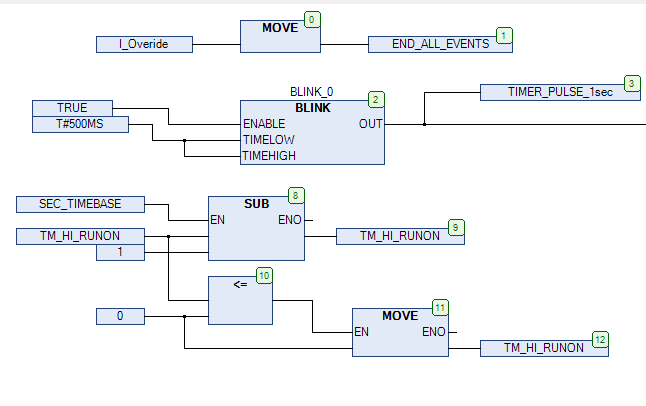 MOVE 0
I_Overide
END_ALL_EVENTS 1
BLINK_0
BLINK 2
TIMER_PULSE_1sec 3
TRUE
T#500MS
ENABLE OUT
TIMELOW
TIMEHIGH
SUB 8
SEC_TIMEBASE
EN ENO
TM_HI_RUNON
TM_HI_RUNON 9
1
<= 10
0
MOVE 11
EN ENO
TM_HI_RUNON 12